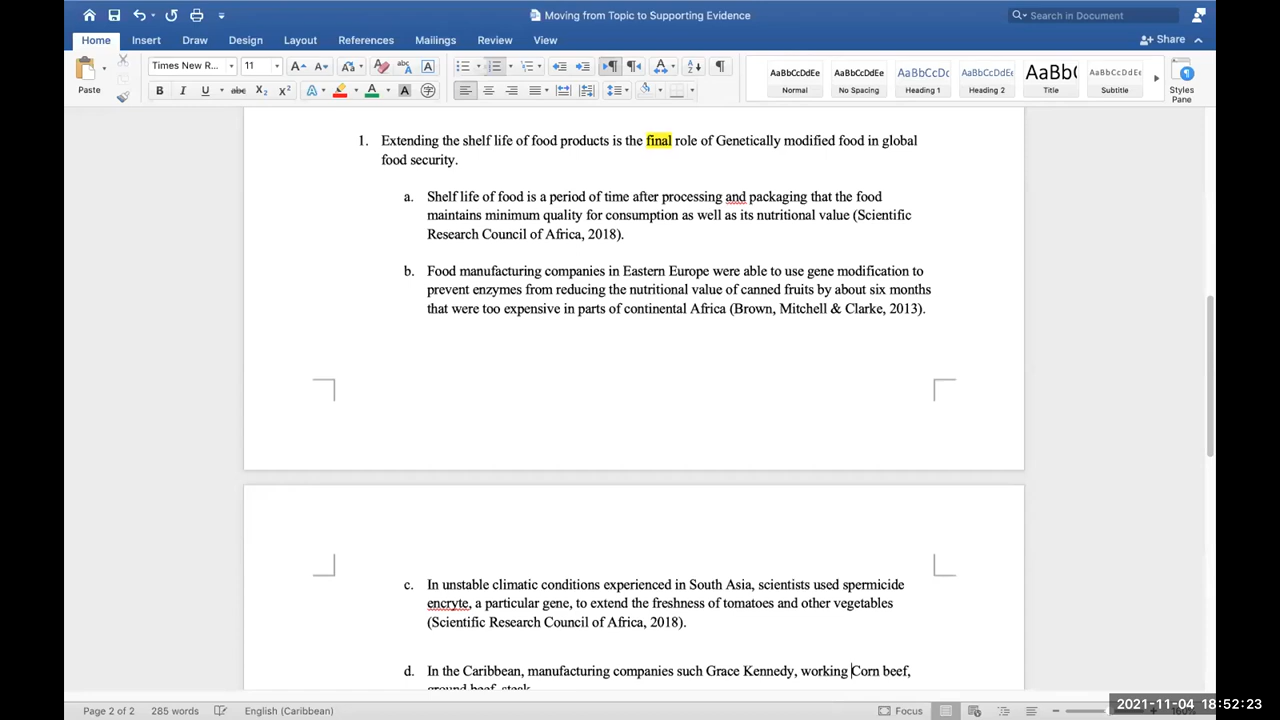 Moving from Topic to Supporting Evidence
Search in Document
Home Insert Draw Design Layout References Mailings Review View
Share
Paste
Times New R...
11
AaBbCcDdEe
Normal
AaBbCcDdEe
No Spacing
AaBbCcDc
Heading 1
AaBbCcDdEe
Heading 2
AaBb(
Title
AaBbCcDdEe
Subtitle
Styles
Pane
1. Extending the shelf life of food products is the final role of Genetically modified food in global
food security.
a. Shelf life of food is a period of time after processing and packaging that the food
maintains minimum quality for consumption as well as its nutritional value (Scientific
Research Council of Africa, 2018).
b. Food manufacturing companies in Eastern Europe were able to use gene modification to
prevent enzymes from reducing the nutritional value of canned fruits by about six months
that were too expensive in parts of continental Africa (Brown, Mitchell & Clarke, 2013).
c. In unstable climatic conditions experienced in South Asia, scientists used spermicide
encryte, a particular gene, to extend the freshness of tomatoes and other vegetables
(Scientific Research Council of Africa, 2018).
d. In the Caribbean, manufacturing companies such Grace Kennedy, working Corn beef,
ground beef, steak
Page 2 of 2 285 words English (Caribbean) Focus
2021-11-04 18:52:23